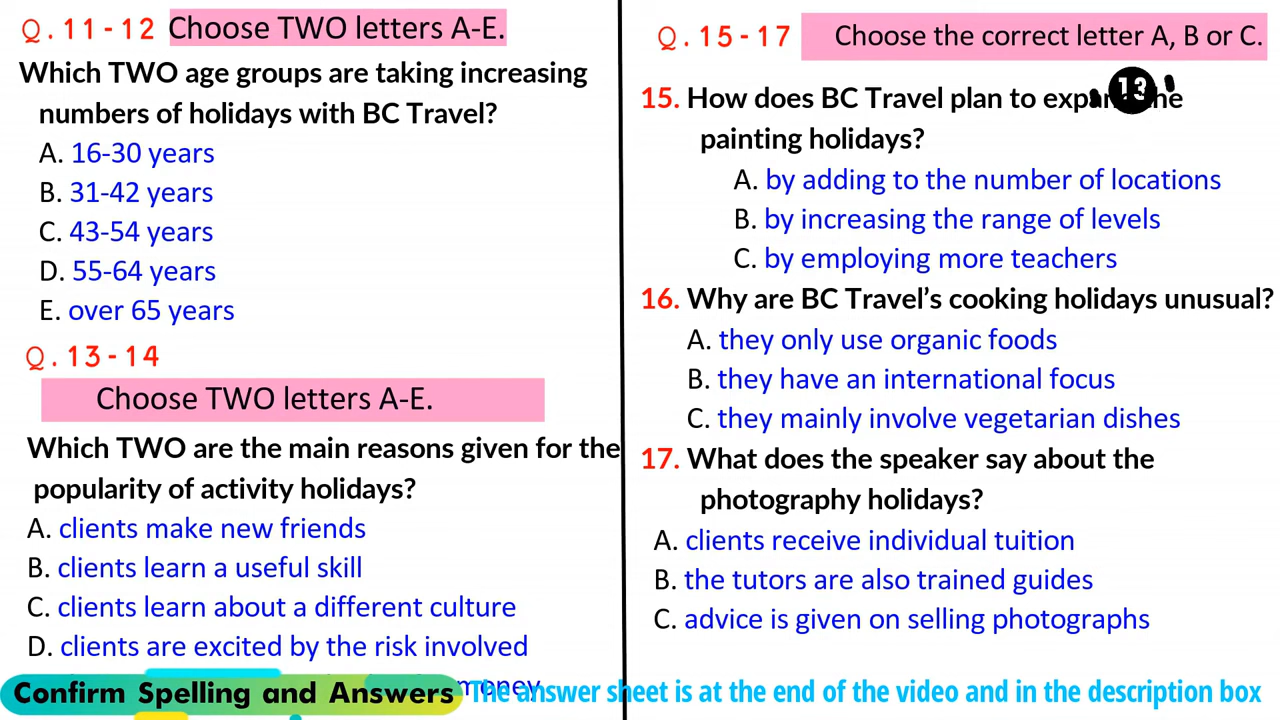 Q.11-12 Choose TWO letters A-E.
Which TWO age groups are taking increasing
numbers of holidays with BC Travel?
A. 16-30 years
B. 31-42 years
C. 43-54 years
D. 55-64 years
E. over 65 years
Q.13-14
Choose TWO letters A-E.
Which TWO are the main reasons given for the
popularity of activity holidays?
A. clients make new friends
B. clients learn a useful skill
C. clients learn about a different culture
D. clients are excited by the risk involved
money
Confirm Spelling and Answers
Q.15-17 Choose the correct letter A, B or C.
13
15. How does BC Travel plan to the
painting holidays?
A. by adding to the number of locations
B. by increasing the range of levels
C. by employing more teachers
16. Why are BC Travel's cooking holidays unusual?
A. they only use organic foods
B. they have an international focus
C. they mainly involve vegetarian dishes
17. What does the speaker say about the
photography holidays?
A. clients receive individual tuition
B. the tutors are also trained guides
C. advice is given on selling photographs
The answer sheet is at the end of the video and in the description box